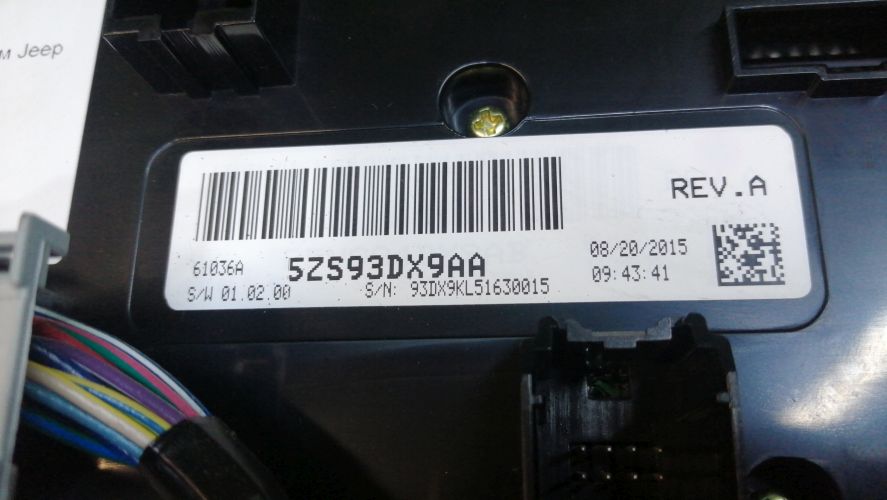 м Jeep
REV.A
61036A 5ZS93DX9AA 08/20/2015
S/W 01.02.00 S/N: 93DX9KL51630015 09:43:41